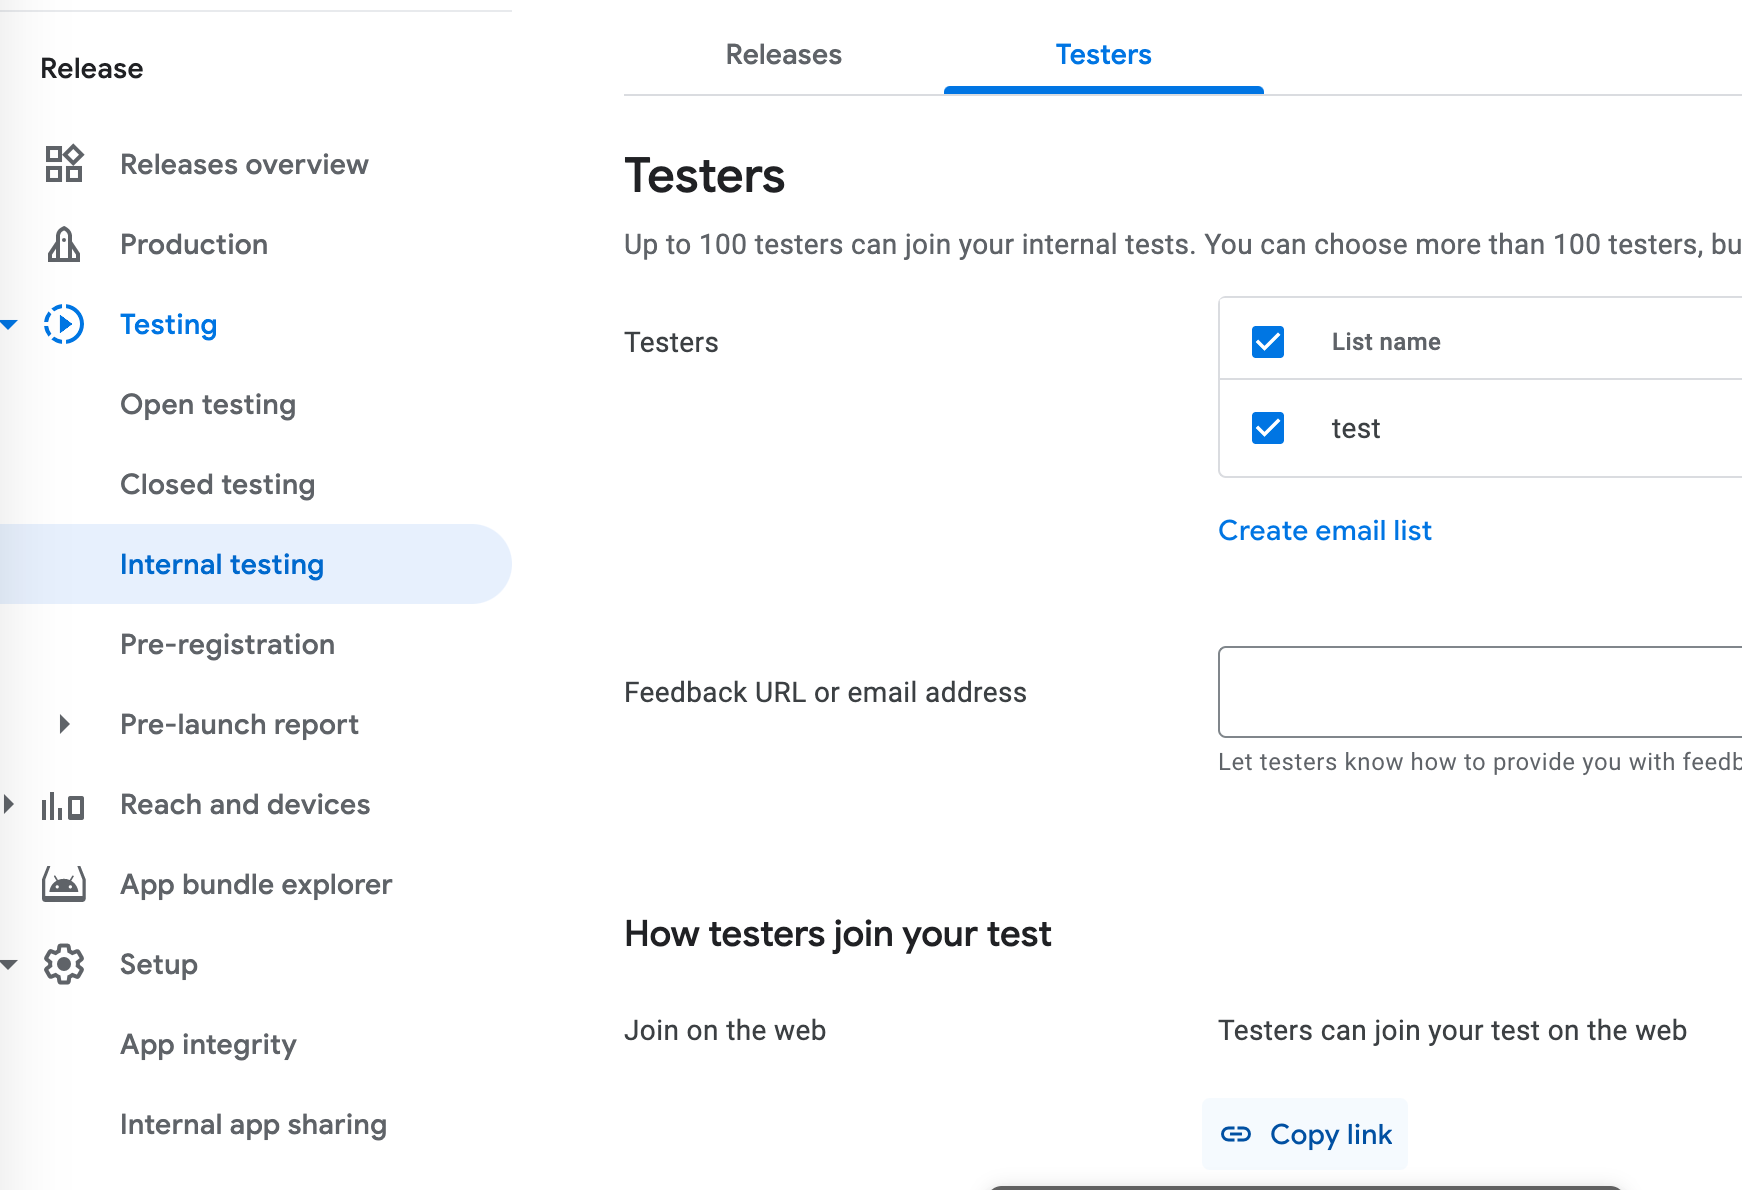 Release
Releases overview
Production
Testing
Open testing
Closed testing
Internal testing
Pre-registration
Pre-launch report
Reach and devices
App bundle explorer
Setup
App integrity
Internal app sharing
Releases
Testers
Testers
Up to 100 testers can join your internal tests. You can choose more than 100 testers, bu
Testers
List name
test
Create email list
Feedback URL or email address
Let testers know how to provide you with feedb
How testers join your test
Join on the web
Testers can join your test on the web
Copy link